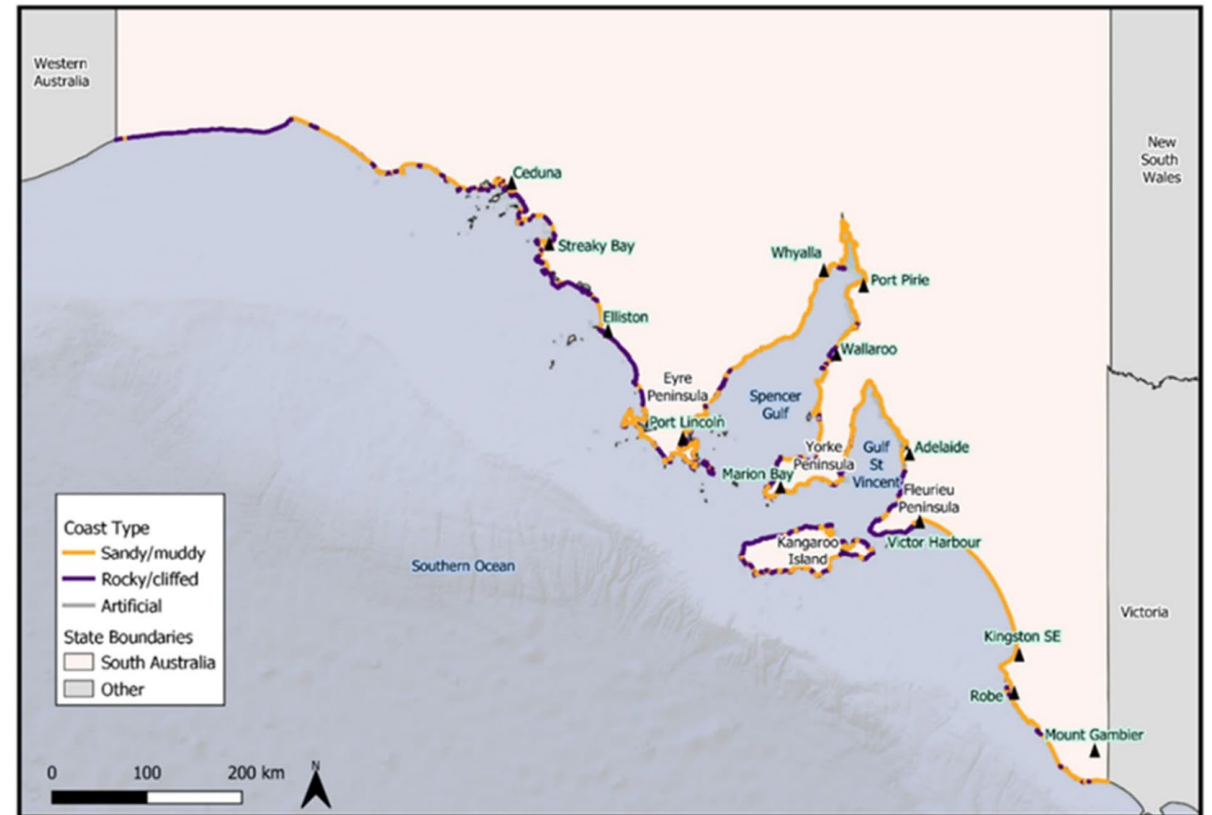 Western
Australia
New
South
Wales
Ceduna
Streaky Bay
Whyalla
Port Pirie
Elliston
Wallaroo
Eyre
Peninsula
Spencer
Gulf
Port Lincoln
Yorke
Peninsula
Gulf
St
Vincent
Adelaide
Marion Bay
Fleurieu
Peninsula
Victor Harbour
Kangaroo
Island
Southern Ocean
Victoria
Kingston SE
Robe
Mount Gambier
Coast Type
Sandy/muddy
Rocky/cliffed
Artificial
State Boundaries
South Australia
Other
0 100 200 km
N